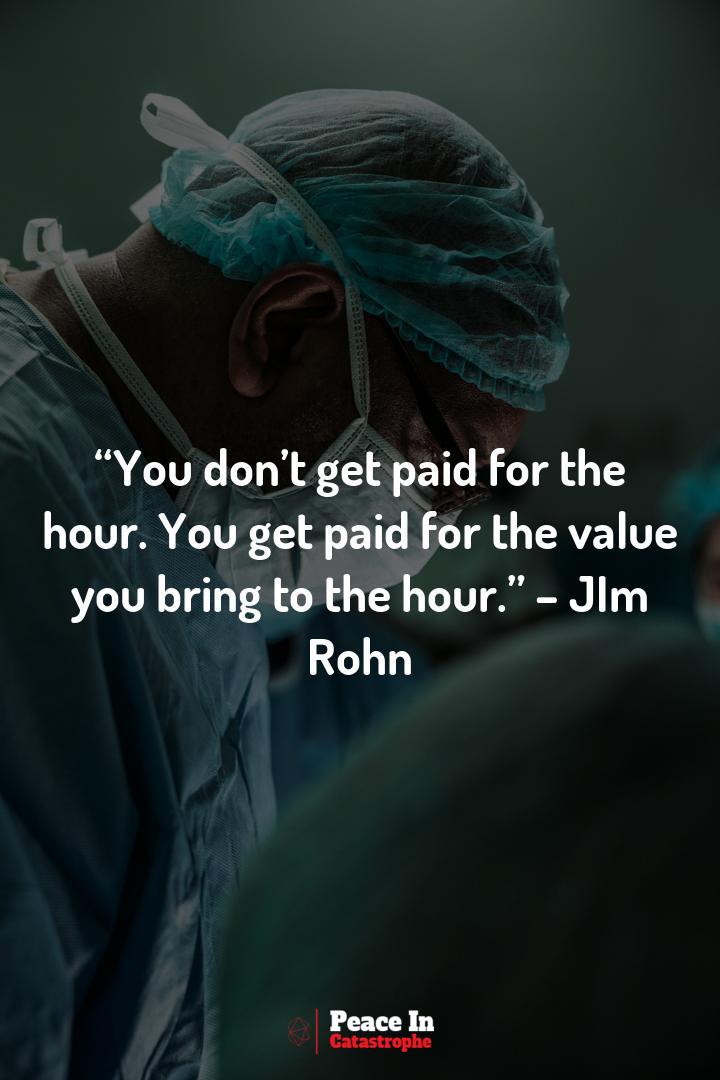 “You don’t get paid for the
hour. You get paid for the value
you bring to the hour.” – JIm
Rohn
Peace In
Catastrophe